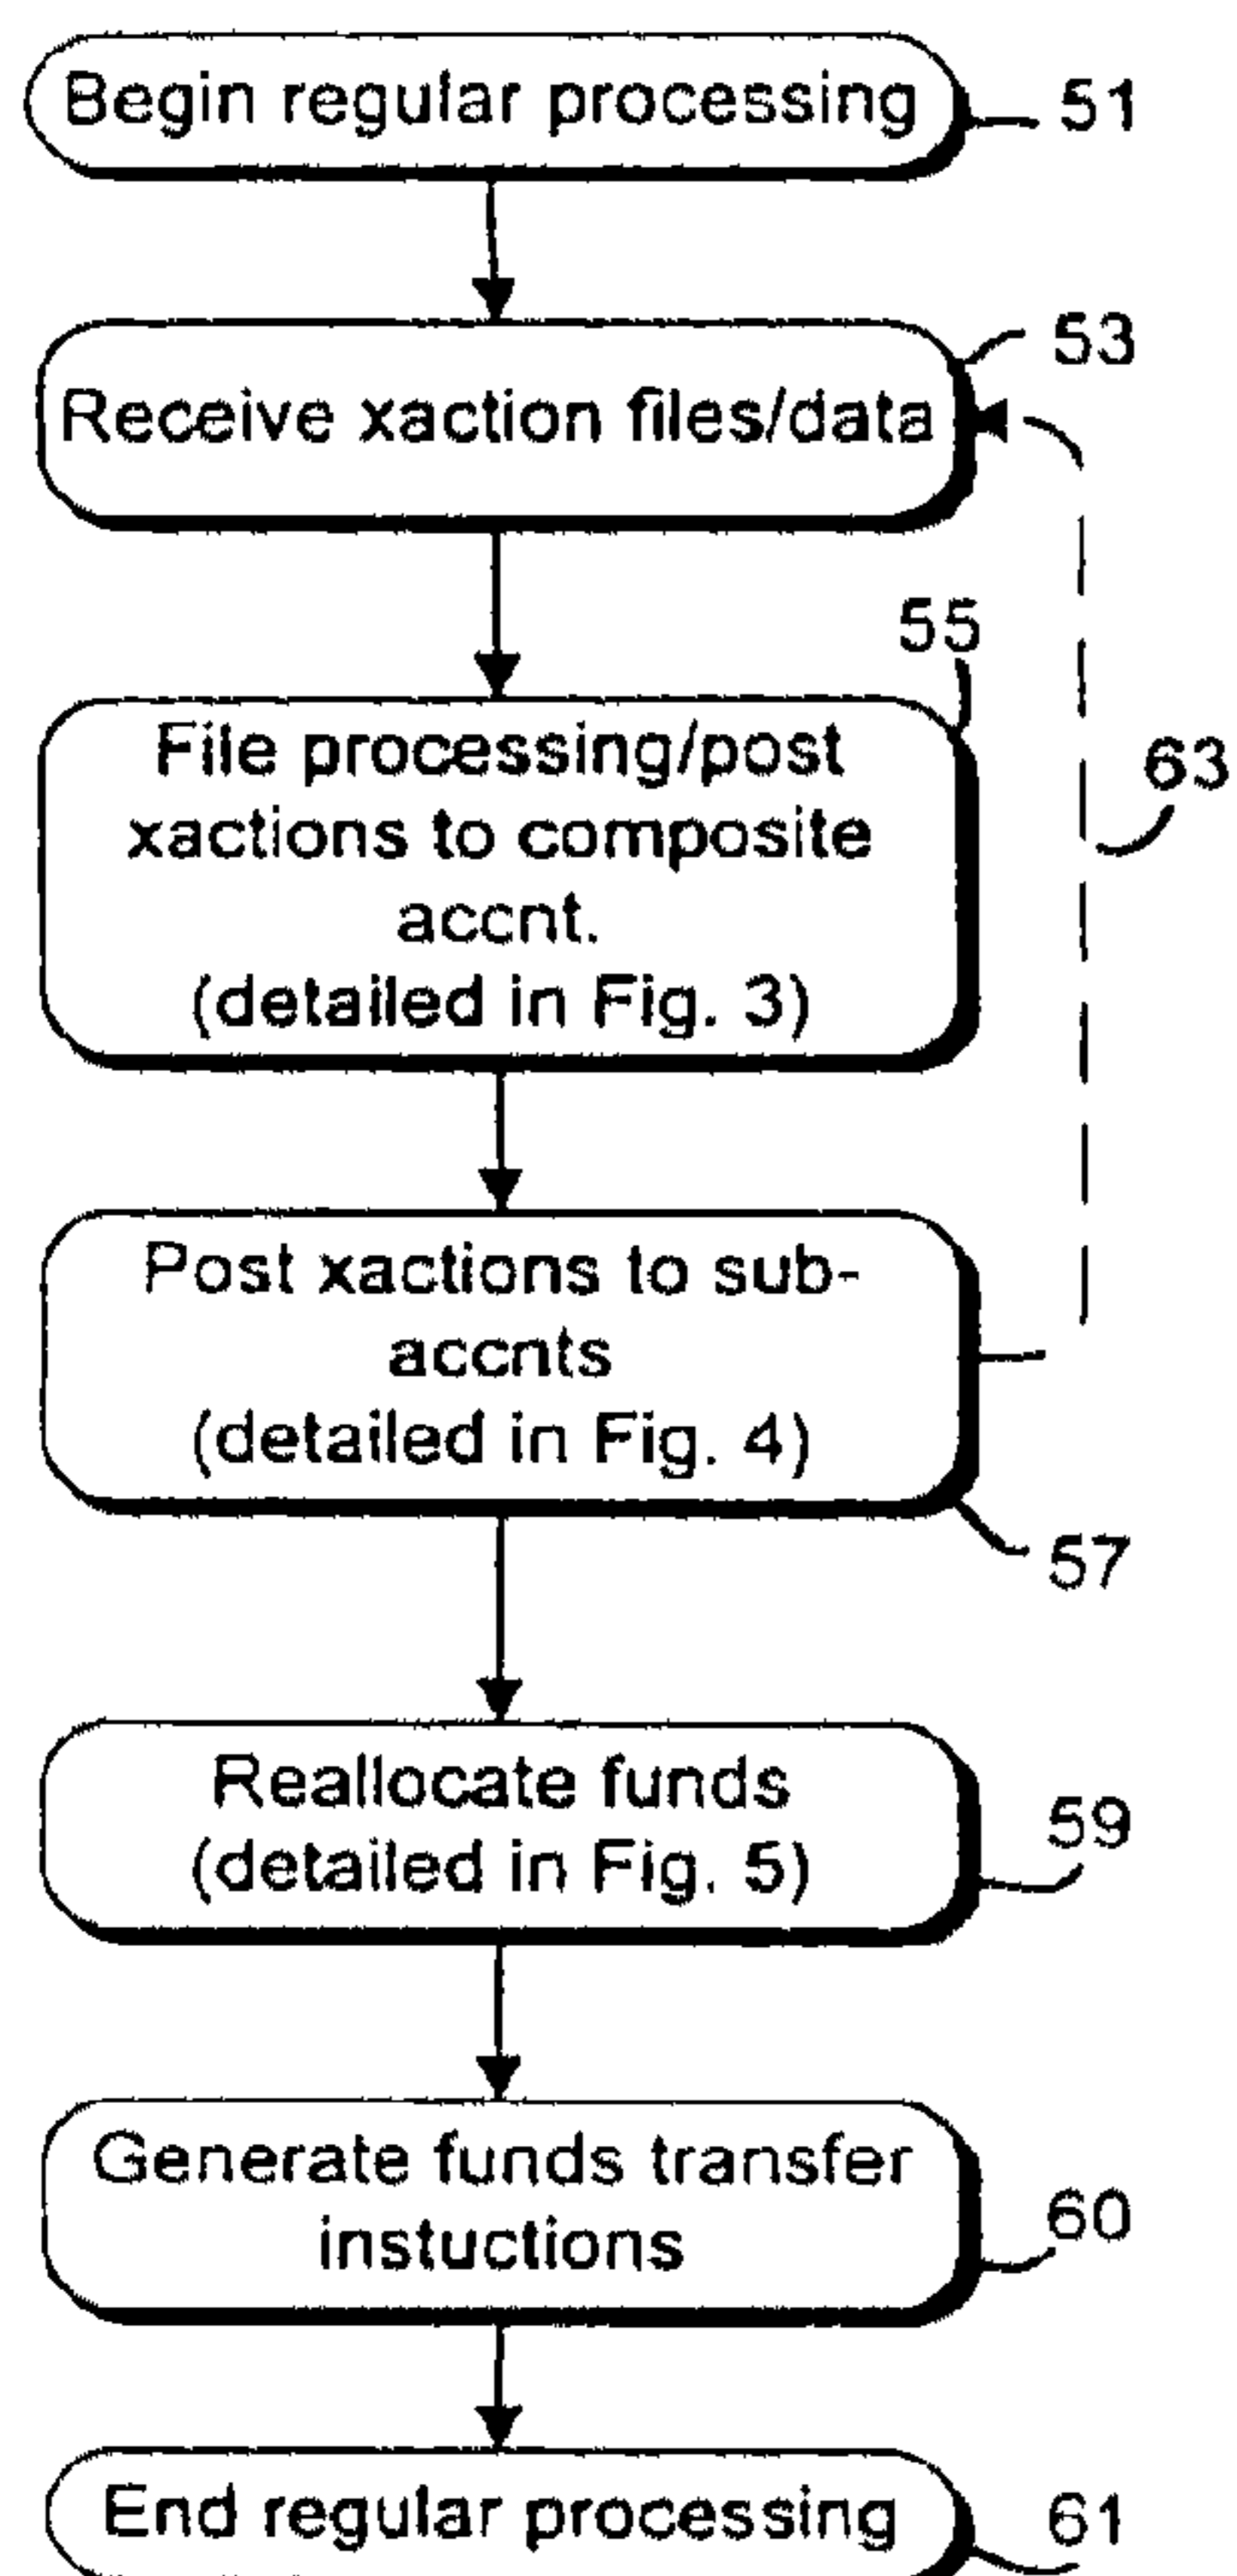 Begin regular processing
51
Receive xaction files/data
53
File processing/post
xactions to composite
accnt.
(detailed in Fig. 3)
55
63
Post xactions to sub-
accnts
(detailed in Fig. 4)
57
Reallocate funds
(detailed in Fig. 5)
59
Generate funds transfer
instuctions
60
End regular processing
61